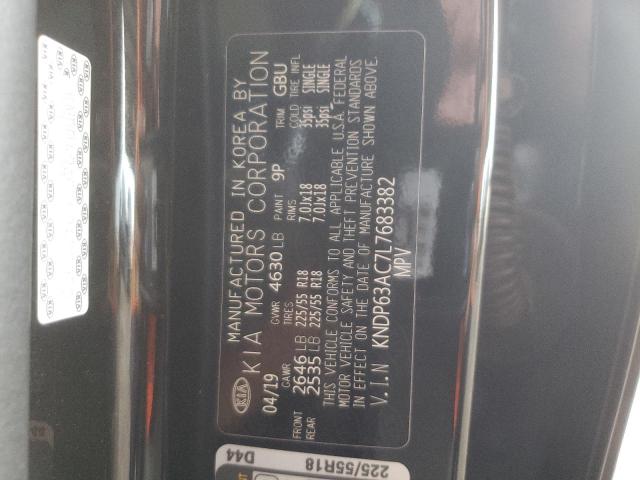 KIA
MANUFACTURED IN KOREA BY
KIA MOTORS CORPORATION
04/19 GVWR 4630 LB PAINT 9P TRIM GBU
GAWR TIRES RIMS COLD TIRE INFL
FRONT 2646 LB 225/55 R18 7.0Jx18 35psi SINGLE
REAR 2535 LB 225/55 R18 7.0Jx18 35psi SINGLE
THIS VEHICLE CONFORMS TO ALL APPLICABLE U.S.A FEDERAL
MOTOR VEHICLE SAFETY AND THEFT PREVENTION STANDARDS
IN EFFECT ON THE DATE OF MANUFACTURE SHOWN ABOVE.
V.I.N KNDP63AC7L7683382
MPV
D44
225/55R18